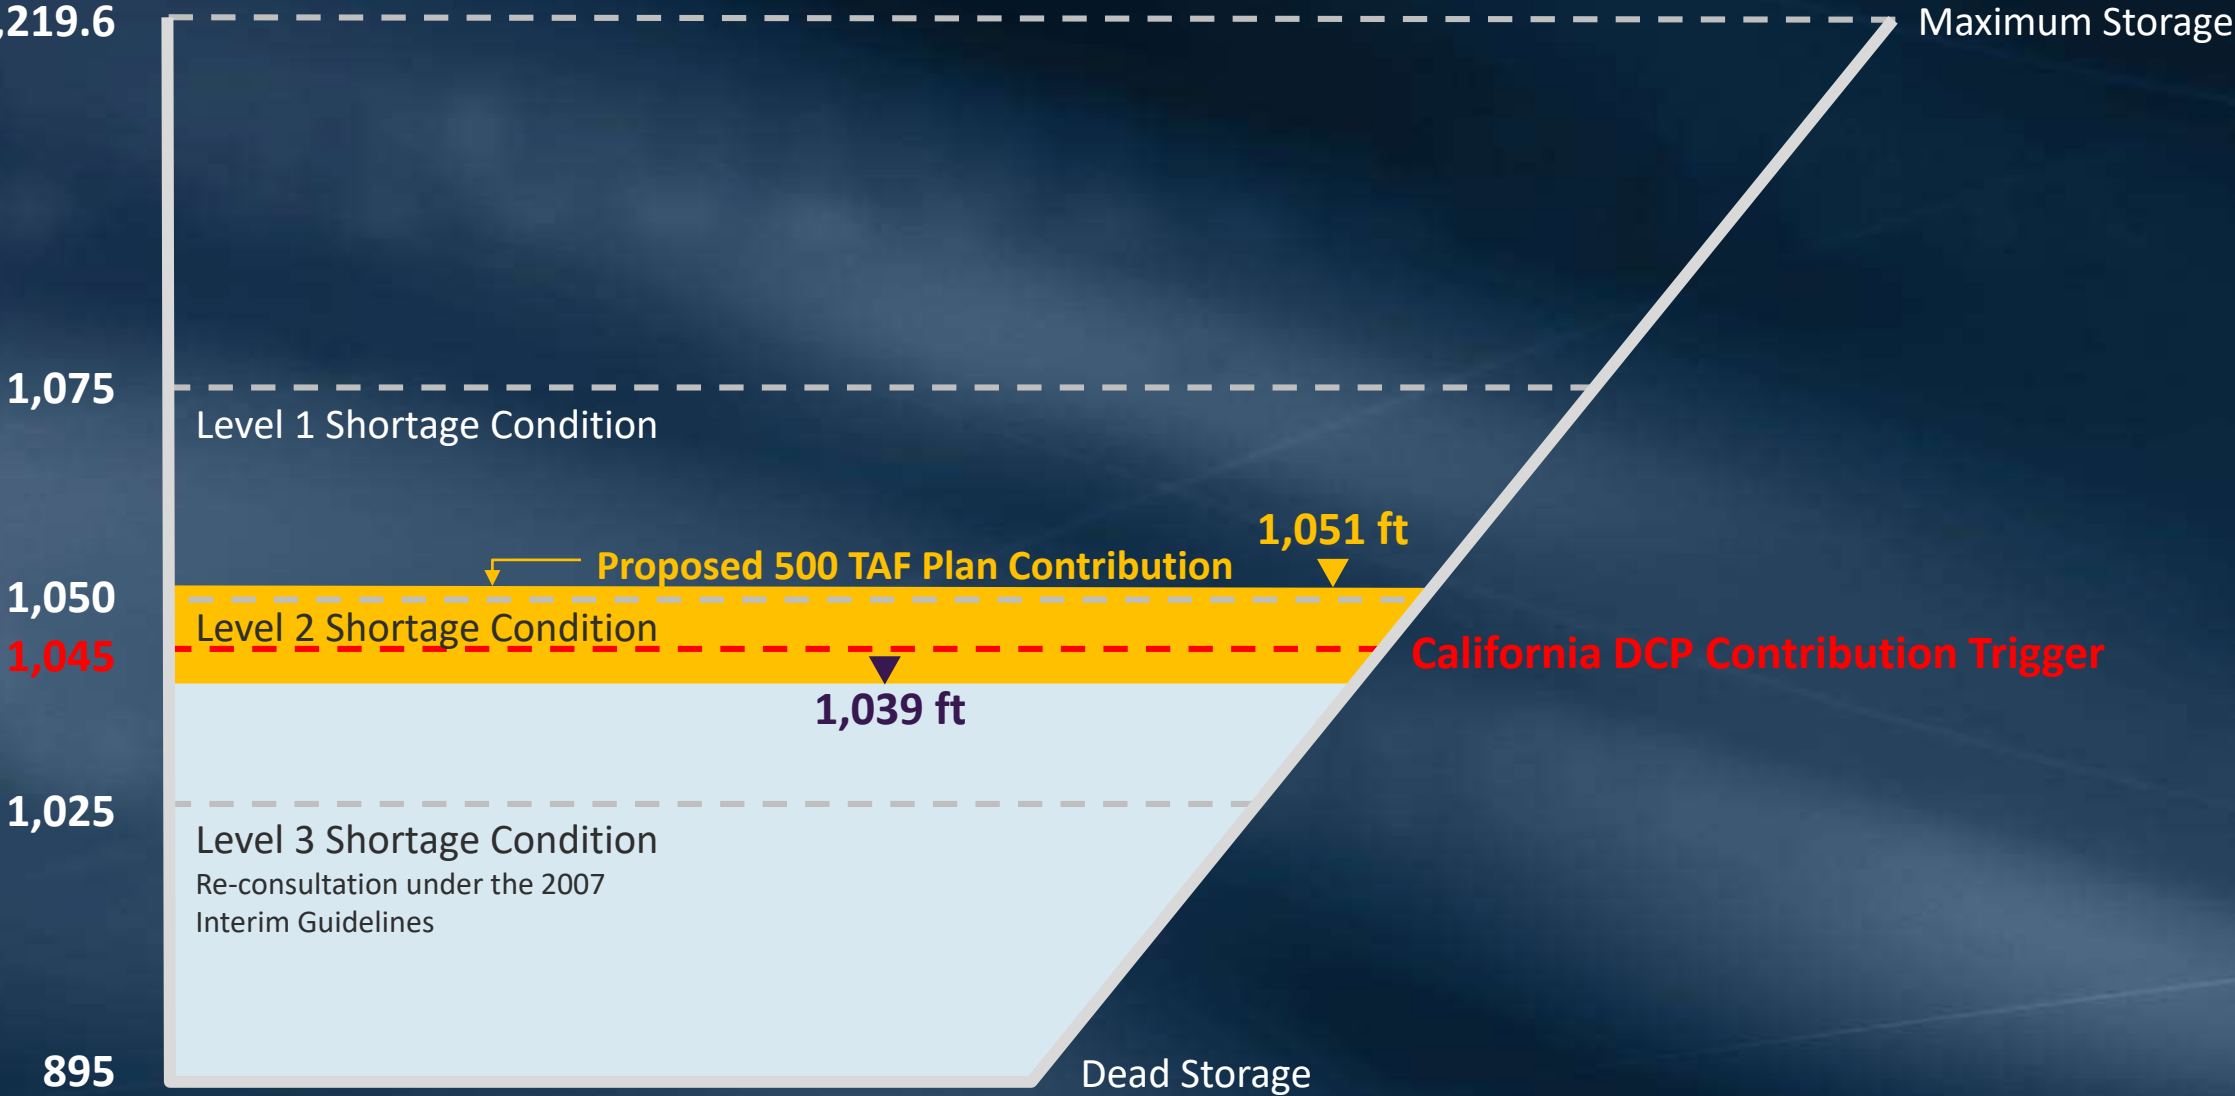 ,219.6
Maximum Storage
1,075
Level 1 Shortage Condition
1,051 ft
Proposed 500 TAF Plan Contribution
1,050
Level 2 Shortage Condition
1,045
California DCP Contribution Trigger
1,039 ft
1,025
Level 3 Shortage Condition
Re-consultation under the 2007
Interim Guidelines
895
Dead Storage